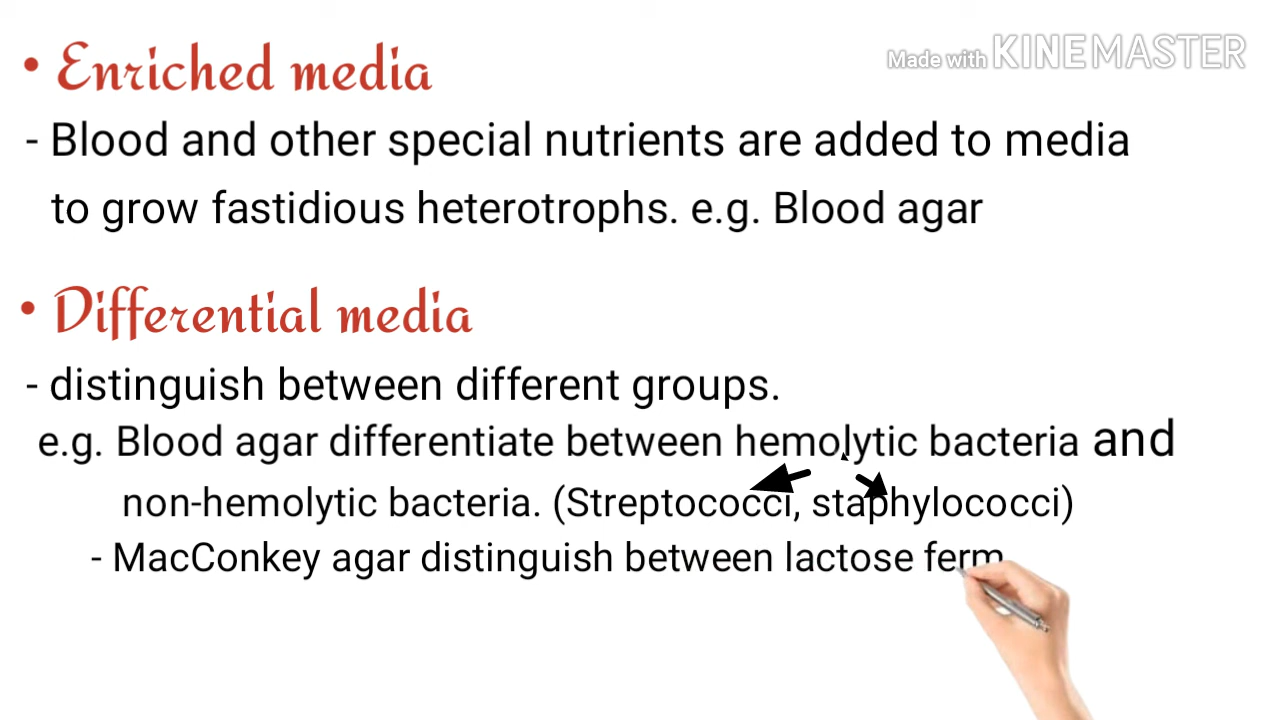 Made with KINEMASTER
• Enriched media
- Blood and other special nutrients are added to media
to grow fastidious heterotrophs. e.g. Blood agar
• Differential media
- distinguish between different groups.
e.g. Blood agar differentiate between hemolytic bacteria and
non-hemolytic bacteria. (Streptococci, staphylococci)
- MacConkey agar distinguish between lactose ferm